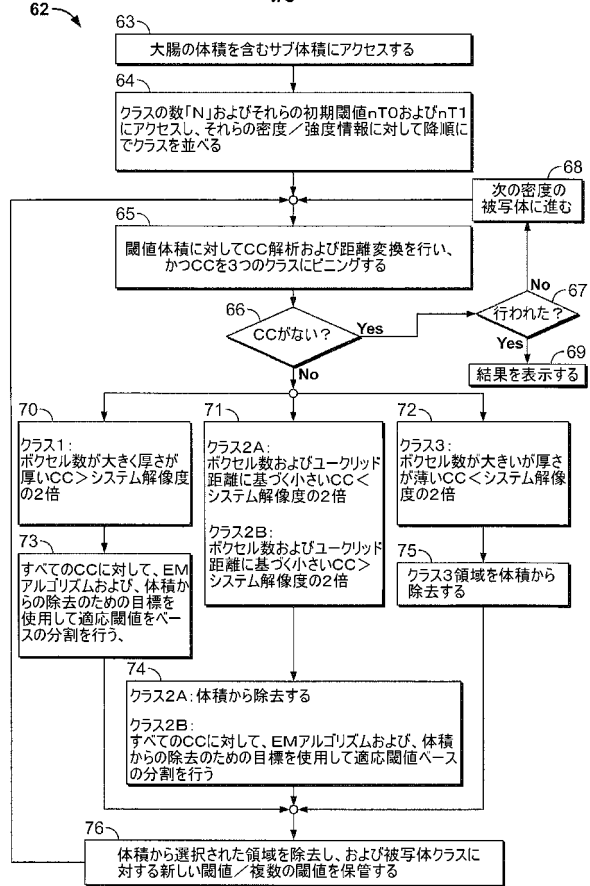 62
63
大腸の体積を含むサブ体積にアクセスする
64
クラスの数「N」およびそれらの初期閾値nT0およびnT1
にアクセスし、それらの密度／強度情報に対して降順に
でクラスを並べる
68
次の密度の
被写体に進む
65
閾値体積に対してCC解析および距離変換を行い、
かつCCを3つのクラスにビニングする
66
CCがない？
Yes
No
67
行われた？
No
Yes
69
結果を表示する
70
クラス1：
ボクセル数が大きく厚さが
厚いCC＞システム解像度
の2倍
71
クラス2A：
ボクセル数およびユークリッド
距離に基づく小さいCC＜
システム解像度の2倍
クラス2B：
ボクセル数およびユークリッド
距離に基づく小さいCC＞
システム解像度の2倍
72
クラス3：
ボクセル数が大きいが厚さ
が薄いCC＜システム解像
度の2倍
73
すべてのCCに対して、EM
アルゴリズムおよび、体積か
らの除去のための目標を
使用して適応閾値をベー
スの分割を行う、
75
クラス3領域を体積から
除去する
74
クラス2A：体積から除去する
クラス2B：
すべてのCCに対して、EMアルゴリズムおよび、体積
からの除去のための目標を使用して適応閾値ベース
の分割を行う
76
体積から選択された領域を除去し、および被写体クラスに
対する新しい閾値／複数の閾値を保管する